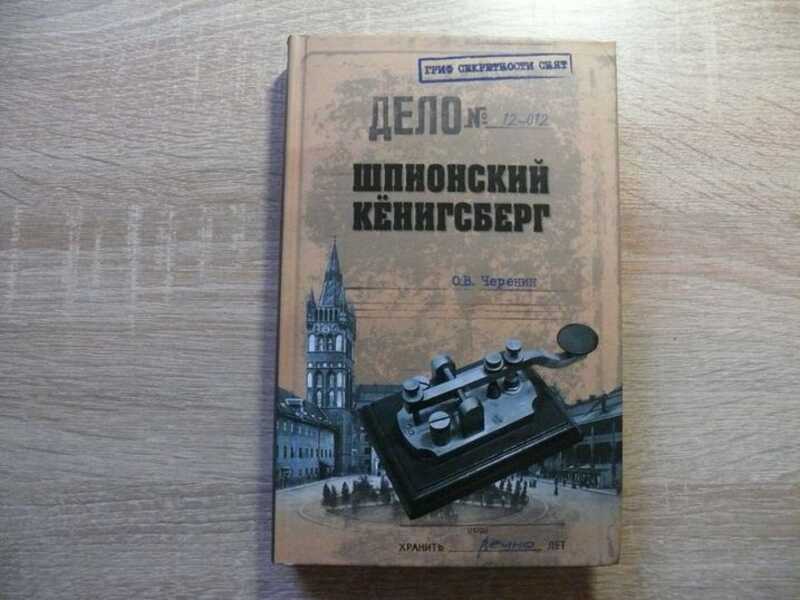 ГРИФ СЕКРЕТНОСТИ СНЯТ
ДЕЛО № 12-012
ШПИОНСКИЙ
КЁНИГСБЕРГ
О.В. Черенин
ХРАНИТЬ вечно ЛЕТ